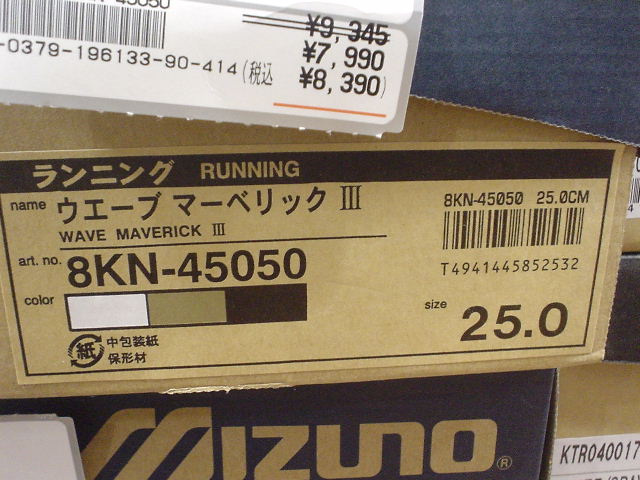 -45050
¥9,345
¥7,990
-0379-196133-90-414 (税込 ¥8,390)
ランニング RUNNING
name ウエーブ マーベリック III
WAVE MAVERICK III
8KN-45050 25.0CM
art. no. 8KN-45050
T4941445852532
color
size 25.0
紙 中包装紙
保形材
MIZUNO®
KTR040017